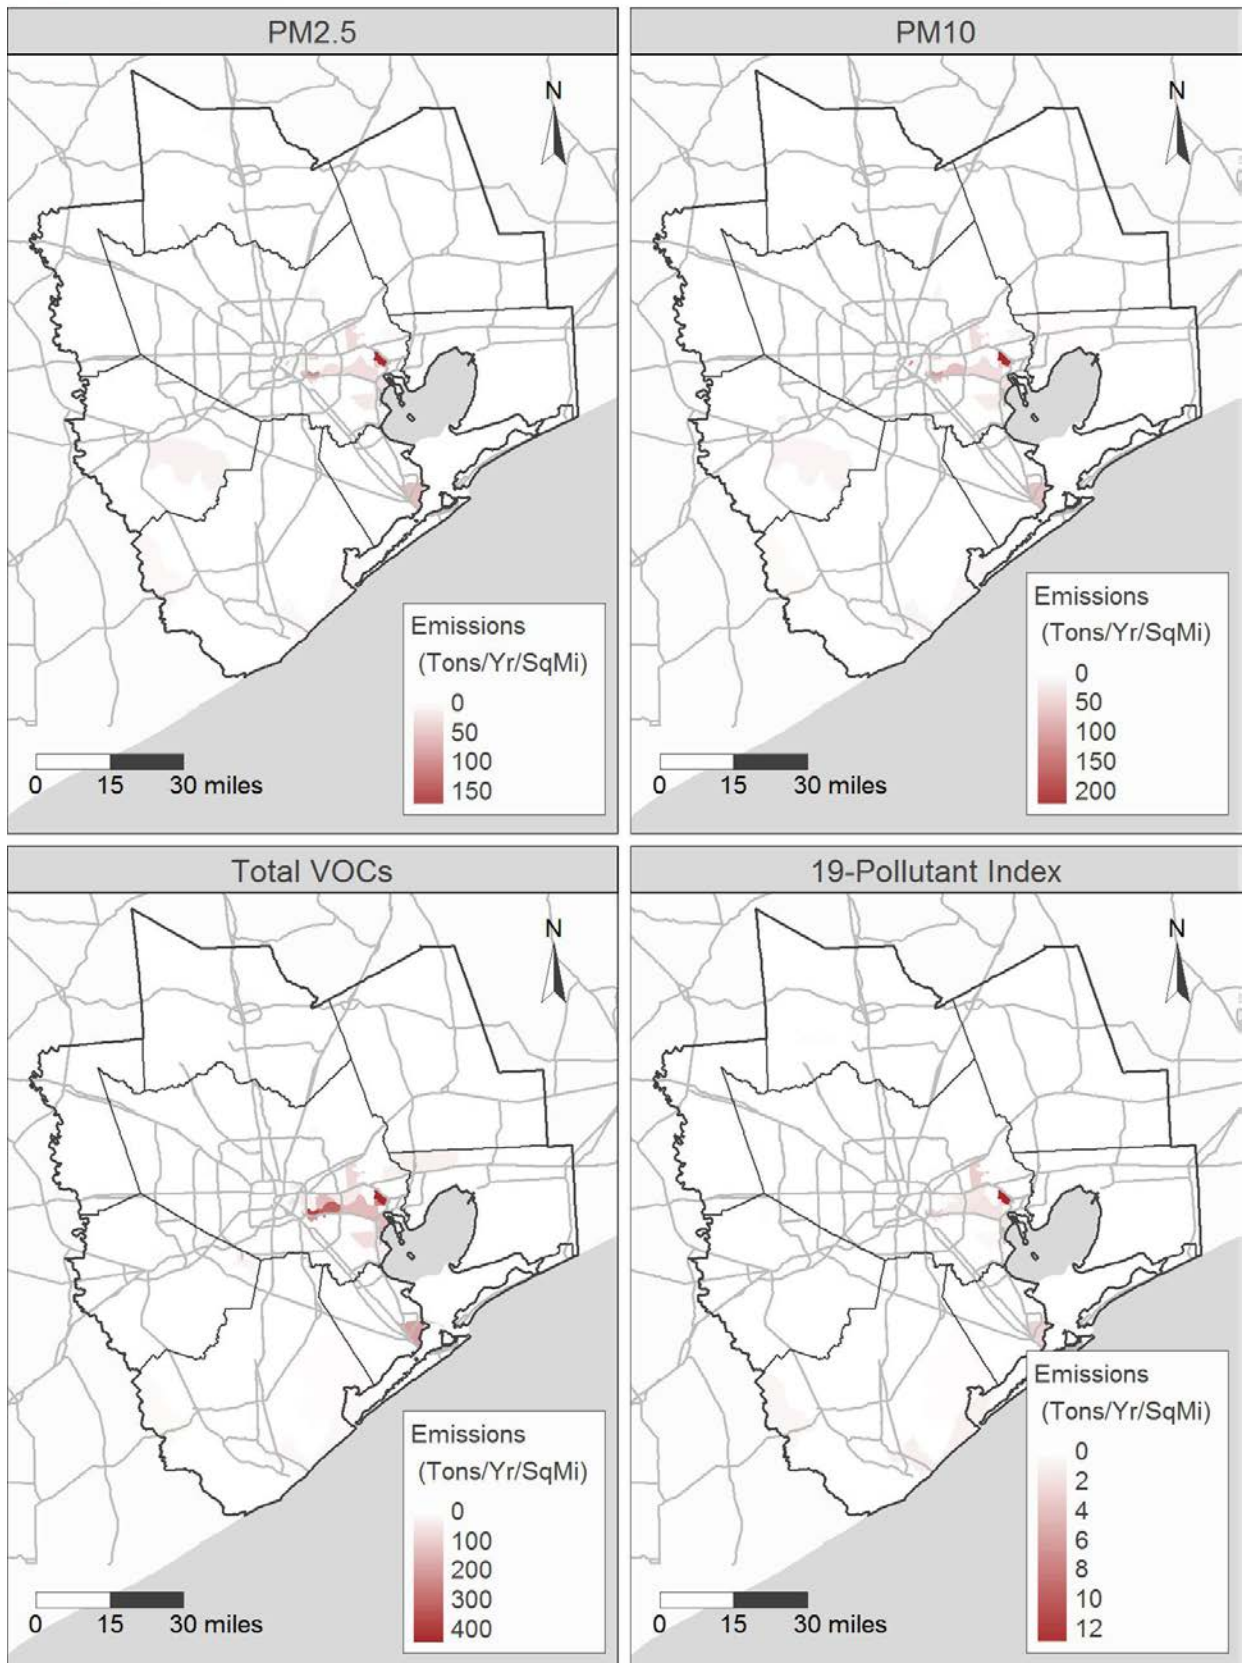 PM2.5
N
Emissions
(Tons/Yr/SqMi)
0
50
100
150
0 15 30 miles
PM10
N
Emissions
(Tons/Yr/SqMi)
0
50
100
150
200
0 15 30 miles
Total VOCs
N
Emissions
(Tons/Yr/SqMi)
0
100
200
300
400
0 15 30 miles
19-Pollutant Index
N
Emissions
(Tons/Yr/SqMi)
0
2
4
6
8
10
12
0 15 30 miles